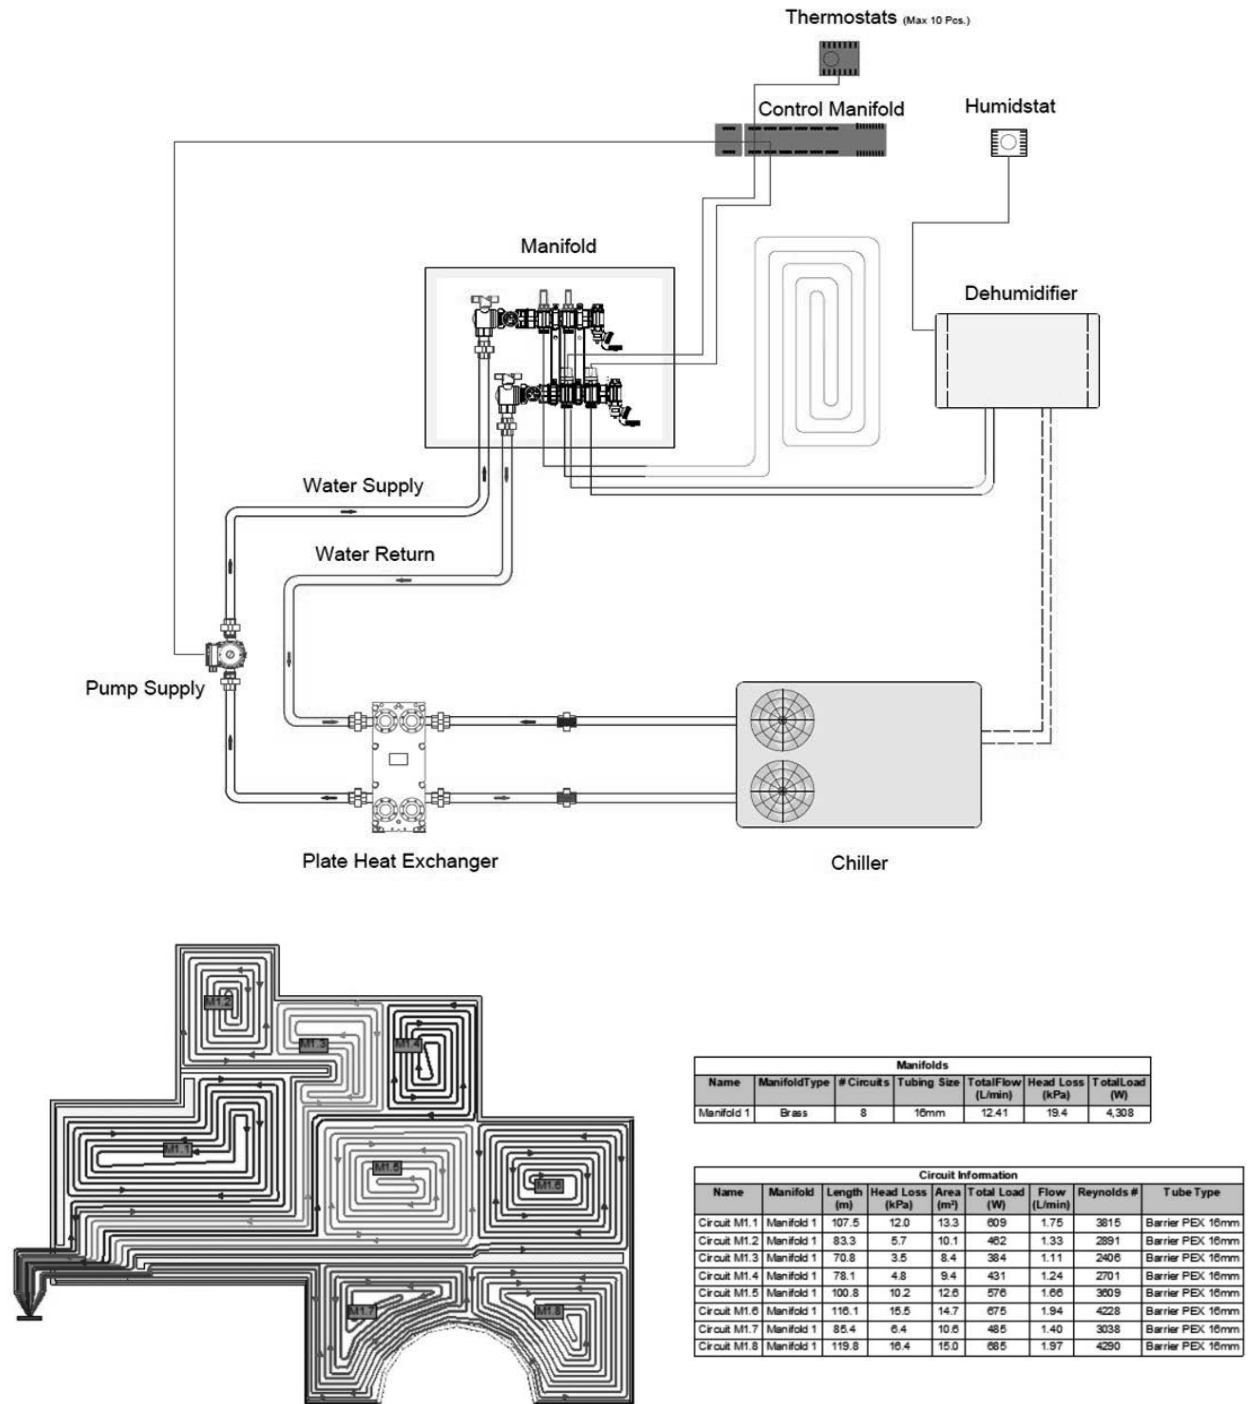 Thermostats (Max 10 Pcs.)
Control Manifold
Humidstat
Manifold
Dehumidifier
Water Supply
Water Return
Pump Supply
Plate Heat Exchanger
Chiller
M1.2
M1.3
M1.4
M1.1
M1.5
M1.6
M1.7
M1.8
Manifolds
Name ManifoldType # Circuits Tubing Size TotalFlow (L/min) Head Loss (kPa) TotalLoad (W)
Manifold 1 Brass 8 16mm 12.41 19.4 4,308
Circuit Information
Name Manifold Length (m) Head Loss (kPa) Area (m²) Total Load (W) Flow (L/min) Reynolds # Tube Type
Circuit M1.1 Manifold 1 107.5 12.0 13.3 609 1.75 3815 Barrier PEX 16mm
Circuit M1.2 Manifold 1 83.3 5.7 10.1 462 1.33 2891 Barrier PEX 16mm
Circuit M1.3 Manifold 1 70.8 3.5 8.4 384 1.11 2406 Barrier PEX 16mm
Circuit M1.4 Manifold 1 78.1 4.8 9.4 431 1.24 2701 Barrier PEX 16mm
Circuit M1.5 Manifold 1 100.8 10.2 12.6 576 1.66 3609 Barrier PEX 16mm
Circuit M1.6 Manifold 1 116.1 15.5 14.7 675 1.94 4228 Barrier PEX 16mm
Circuit M1.7 Manifold 1 85.4 6.4 10.6 485 1.40 3038 Barrier PEX 16mm
Circuit M1.8 Manifold 1 119.8 16.4 15.0 685 1.97 4290 Barrier PEX 16mm